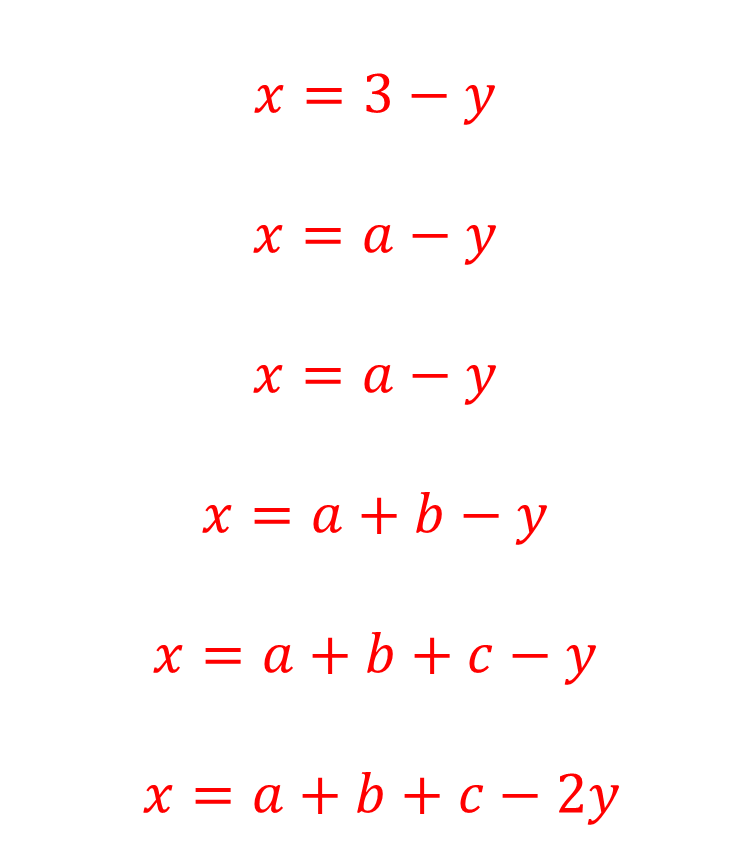 x = 3 − y
x = a − y
x = a − y
x = a + b − y
x = a + b + c − y
x = a + b + c − 2y